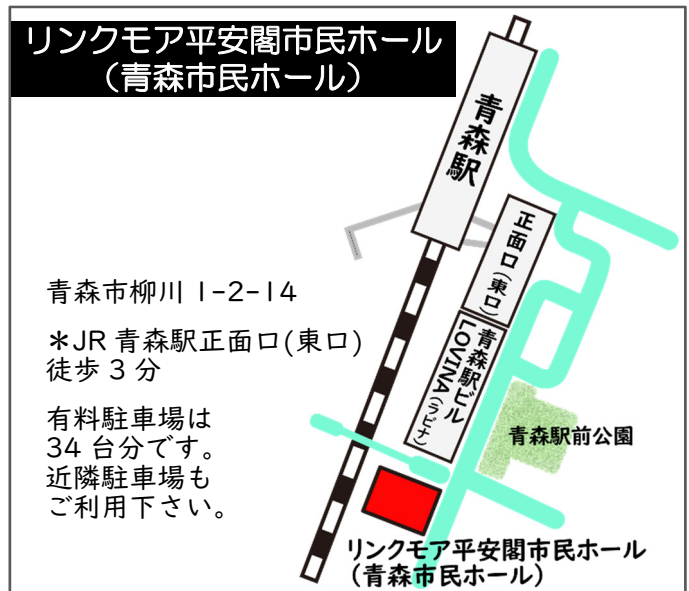 リンクモア平安閣市民ホール
（青森市民ホール）
青森駅
正面口（東口）
青森駅ビル
LOVINA（ラビナ）
青森市柳川 1-2-14
＊JR 青森駅正面口(東口)
徒歩 3 分
有料駐車場は
34 台分です。
近隣駐車場も
ご利用下さい。
青森駅前公園
リンクモア平安閣市民ホール
（青森市民ホール）